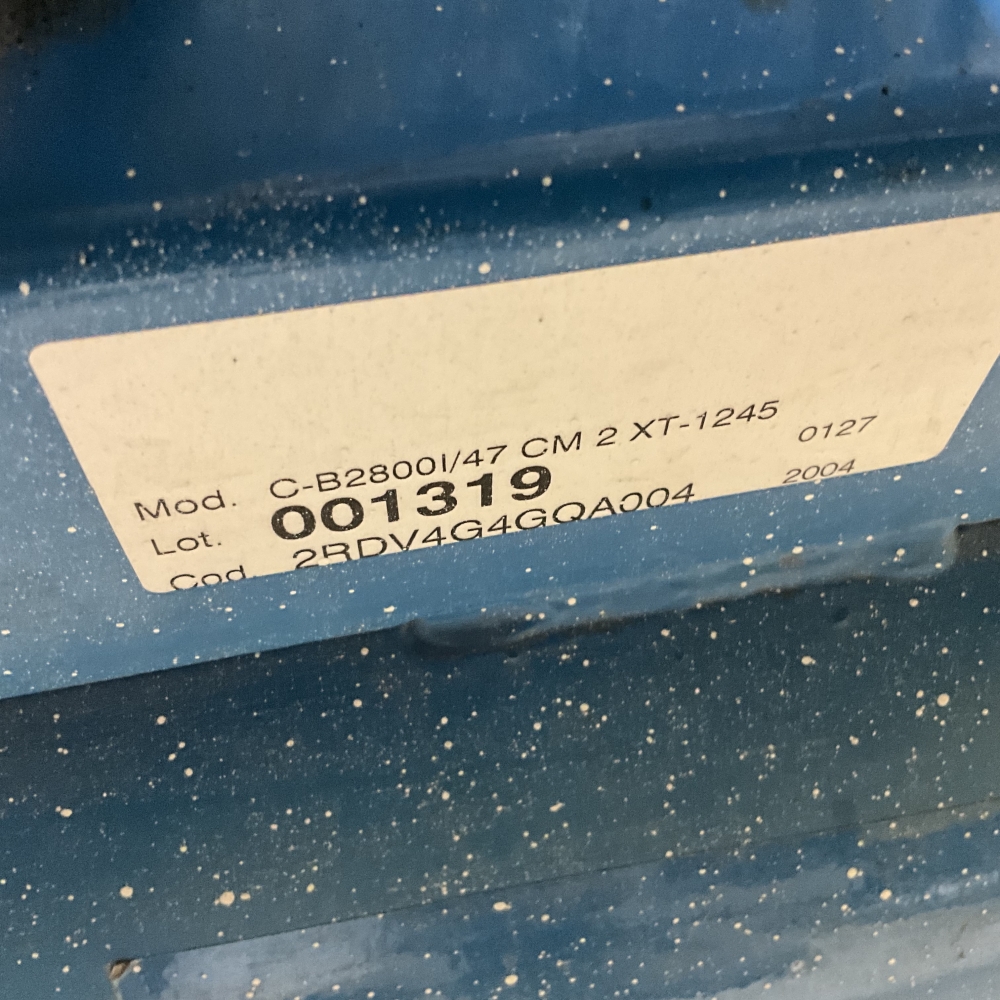 Mod. C-B2800I/47 CM 2 XT-1245 0127
Lot. 001319 2004
Cod. 2RDV4G4GQA004